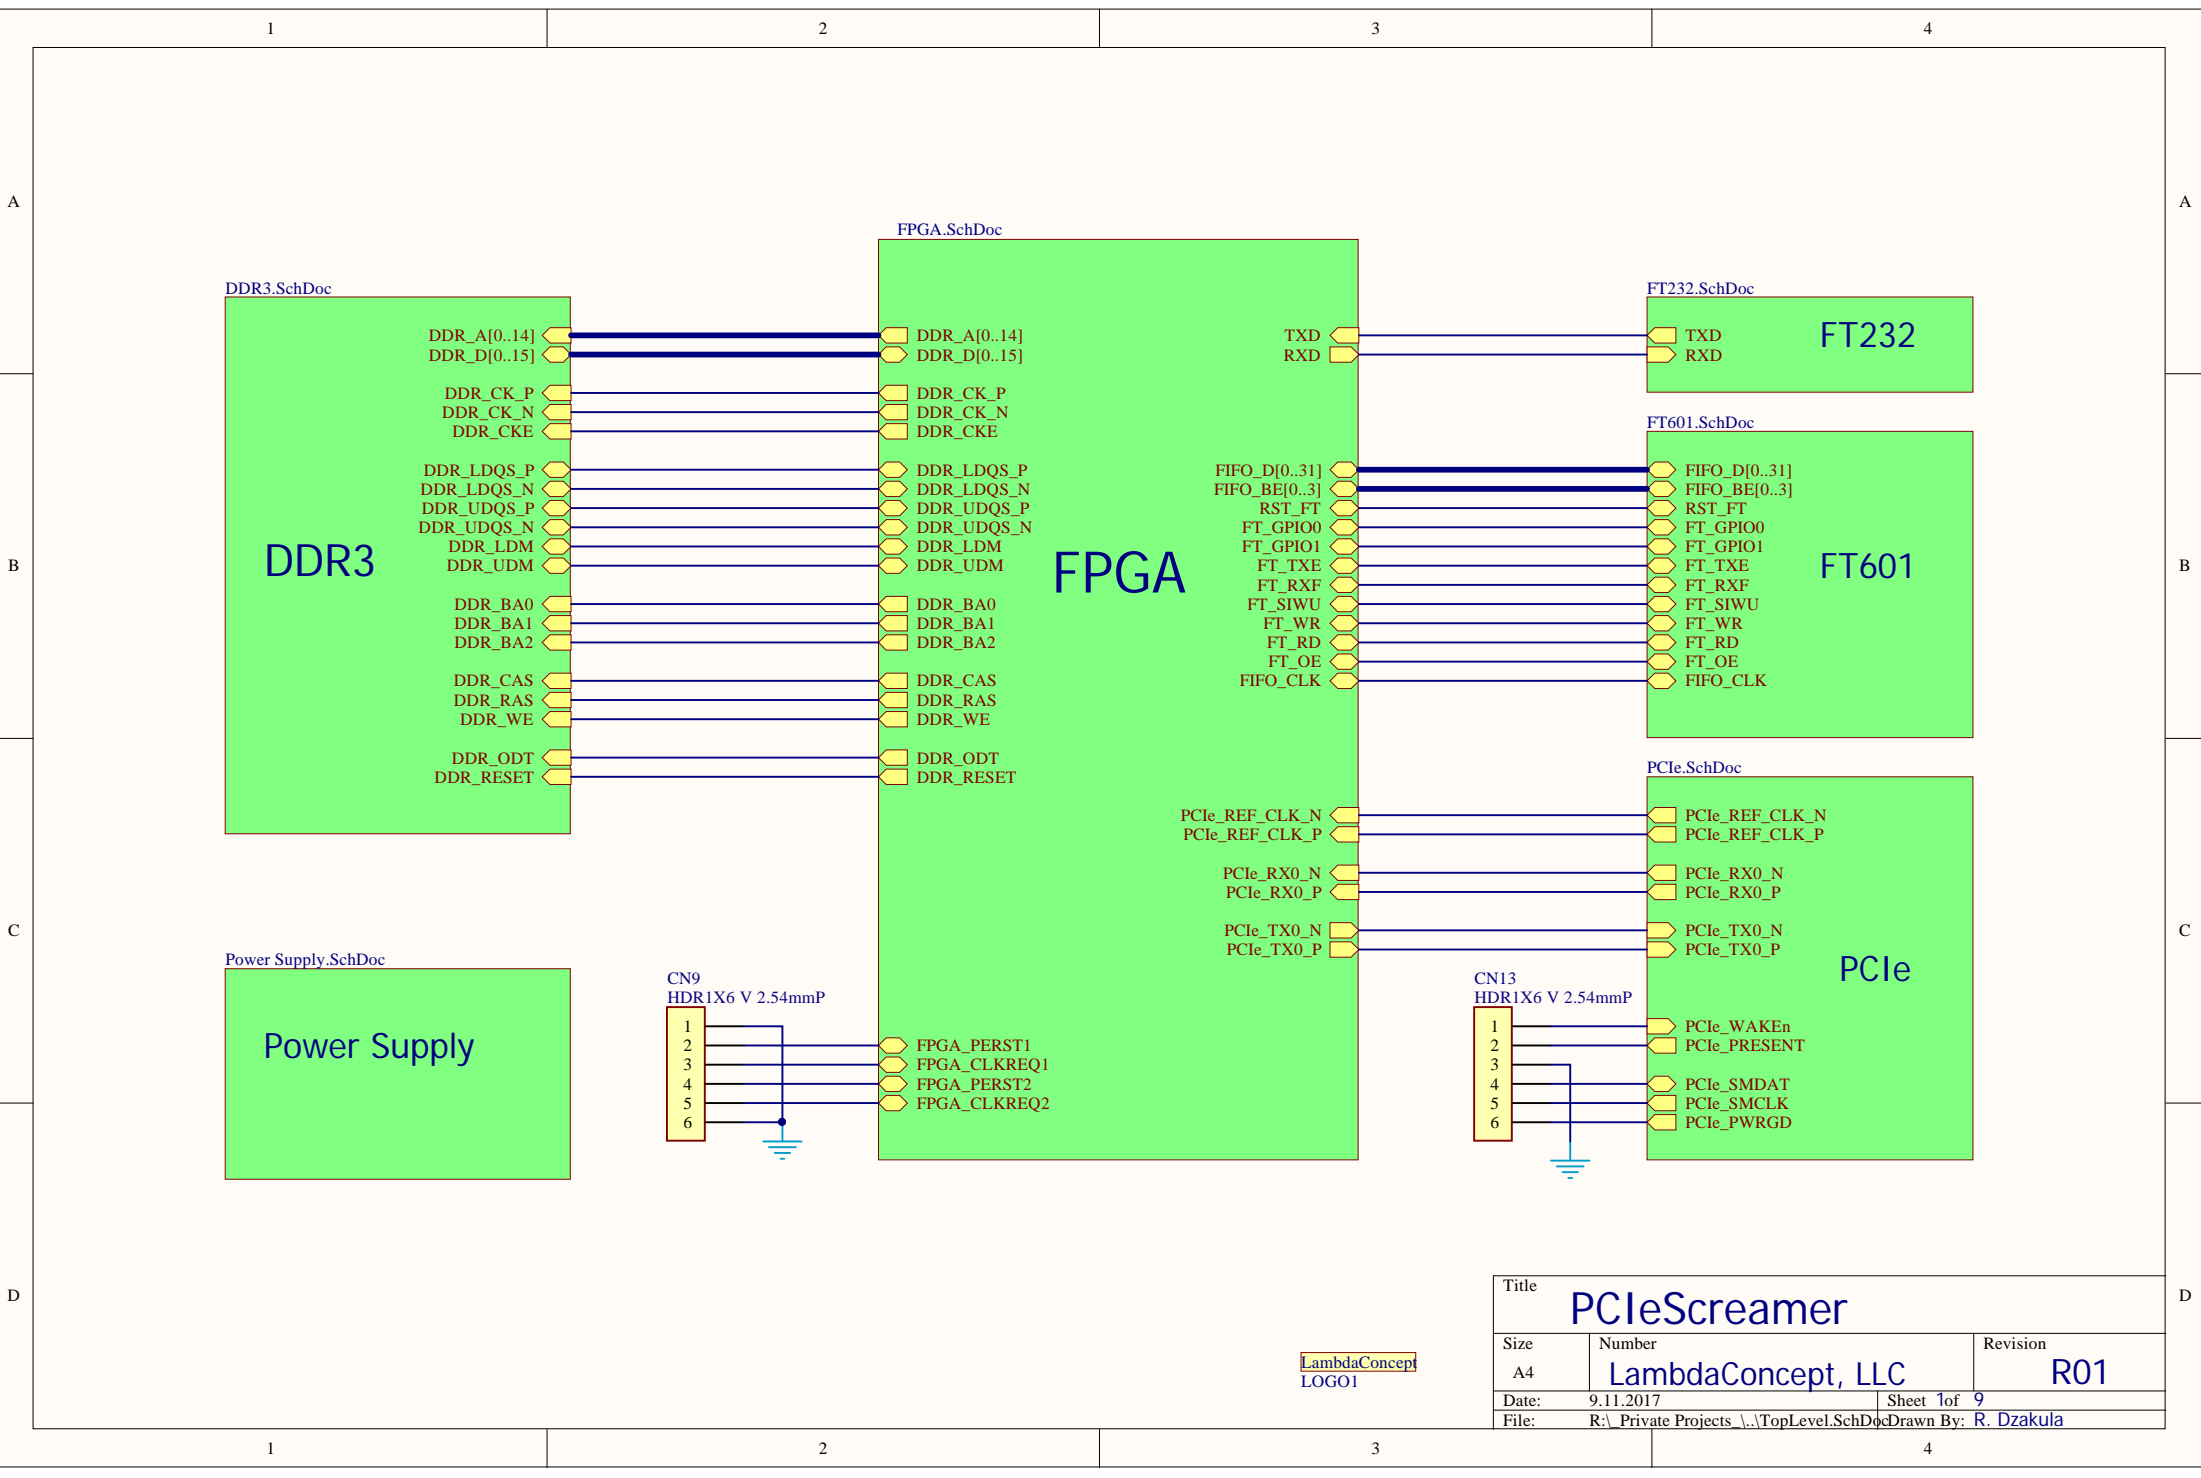 1 2 3 4
A A
FPGA.SchDoc
DDR3.SchDoc
FT232.SchDoc
DDR_A[0..14] DDR_A[0..14] TXD TXD FT232
DDR_D[0..15] DDR_D[0..15] RXD RXD
DDR_CK_P DDR_CK_P
DDR_CK_N DDR_CK_N
FT601.SchDoc
DDR_CKE DDR_CKE
DDR_LDQS_P DDR_LDQS_P FIFO_D[0..31] FIFO_D[0..31]
DDR_LDQS_N DDR_LDQS_N FIFO_BE[0..3] FIFO_BE[0..3]
DDR_UDQS_P DDR_UDQS_P RST_FT RST_FT
DDR_UDQS_N DDR_UDQS_N FT_GPIO0 FT_GPIO0
DDR_LDM DDR_LDM FT_GPIO1 FT_GPIO1
B DDR3 DDR_UDM DDR_UDM FPGA FT_TXE FT_TXE FT601 B
FT_RXF FT_RXF
DDR_BA0 DDR_BA0 FT_SIWU FT_SIWU
DDR_BA1 DDR_BA1 FT_WR FT_WR
DDR_BA2 DDR_BA2 FT_RD FT_RD
FT_OE FT_OE
DDR_CAS DDR_CAS FIFO_CLK FIFO_CLK
DDR_RAS DDR_RAS
DDR_WE DDR_WE
DDR_ODT DDR_ODT
PCIe.SchDoc
DDR_RESET DDR_RESET
PCIe_REF_CLK_N PCIe_REF_CLK_N
PCIe_REF_CLK_P PCIe_REF_CLK_P
PCIe_RX0_N PCIe_RX0_N
PCIe_RX0_P PCIe_RX0_P
C PCIe_TX0_N PCIe_TX0_N C
PCIe_TX0_P PCIe_TX0_P
Power Supply.SchDoc
PCIe
CN9 CN13
HDR1X6 V 2.54mmP HDR1X6 V 2.54mmP
1 1 PCIe_WAKEn
Power Supply 2 FPGA_PERST1 2 PCIe_PRESENT
3 FPGA_CLKREQ1 3
4 FPGA_PERST2 4 PCIe_SMDAT
5 FPGA_CLKREQ2 5 PCIe_SMCLK
6 6 PCIe_PWRGD
D D
Title
PCIeScreamer
Size Number Revision
LambdaConcept
LOGO1
A4 LambdaConcept, LLC R01
Date: 9.11.2017 Sheet 1of 9
File: R:\_Private Projects_\..\TopLevel.SchDocDrawn By: R. Dzakula
1 2 3 4